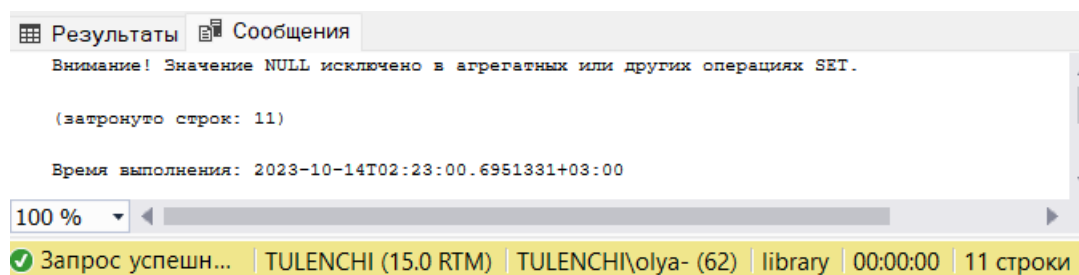 Результаты Сообщения
Внимание! Значение NULL исключено в агрегатных или других операциях SET.
(затронуто строк: 11)
Время выполнения: 2023-10-14T02:23:00.6951331+03:00
100 %
Запрос успешн... TULENCHI (15.0 RTM) TULENCHI\olya- (62) library 00:00:00 11 строки